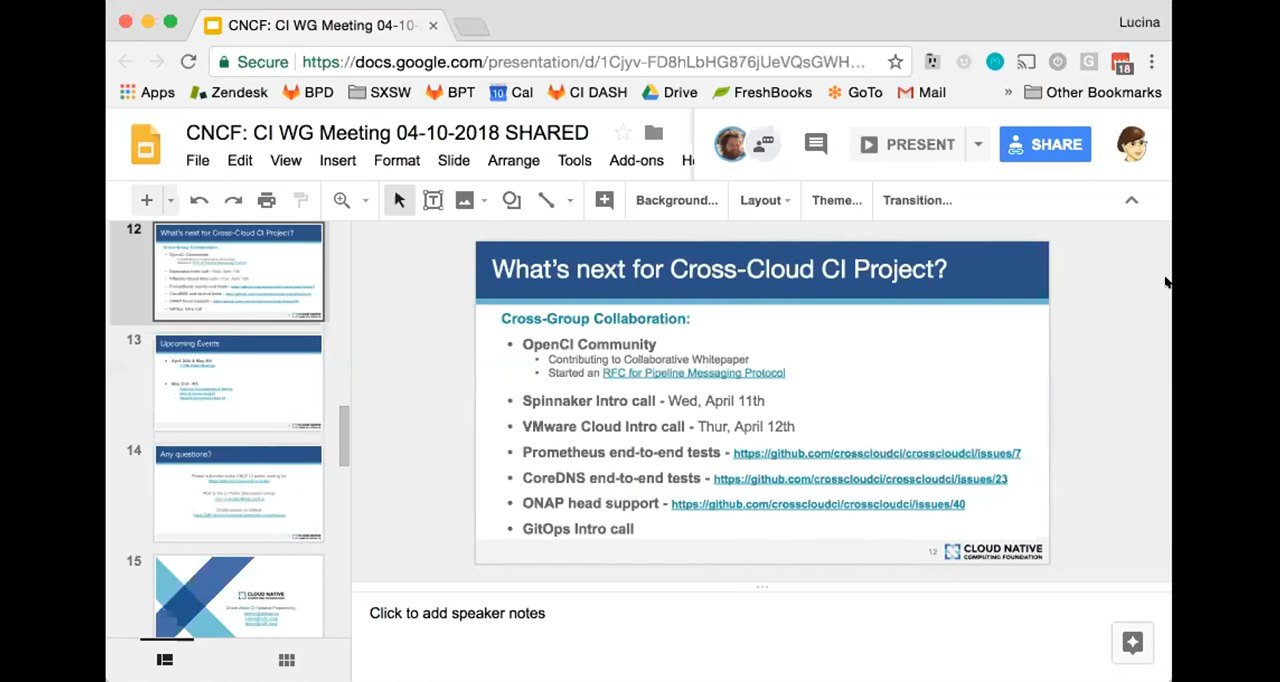 CNCF: CI WG Meeting 04-10-
Lucina
Secure https://docs.google.com/presentation/d/1Cjyv-FD8hLbHG876jUeVQsGWH...
18
Apps Zendesk BPD SXSW BPT 10 Cal CI DASH Drive FreshBooks GoTo Mail » Other Bookmarks
CNCF: CI WG Meeting 04-10-2018 SHARED
File Edit View Insert Format Slide Arrange Tools Add-ons H
PRESENT
SHARE
Background... Layout Theme... Transition...
12
What's next for Cross-Cloud CI Project?
13
Upcoming Events
14
Any questions?
15
CLOUD NATIVE
What's next for Cross-Cloud CI Project?
Cross-Group Collaboration:
• OpenCI Community
• Contributing to Collaborative Whitepaper
• Started an RFC for Pipeline Messaging Protocol
• Spinnaker Intro call - Wed, April 11th
• VMware Cloud Intro call - Thur, April 12th
• Prometheus end-to-end tests - https://github.com/crosscloudci/crosscloudci/issues/7
• CoreDNS end-to-end tests - https://github.com/crosscloudci/crosscloudci/issues/23
• ONAP head support - https://github.com/crosscloudci/crosscloudci/issues/40
• GitOps Intro call
12
CLOUD NATIVE
COMPUTING FOUNDATION
Click to add speaker notes